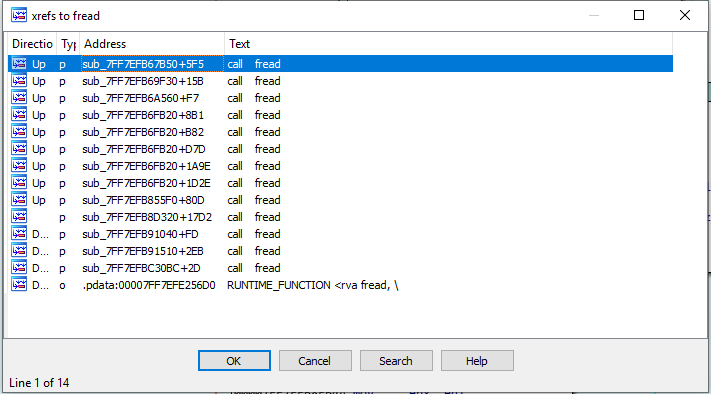 xrefs to fread
Directio Typ Address Text
Up p sub_7FF7EFB67B50+5F5 call fread
Up p sub_7FF7EFB69F30+15B call fread
Up p sub_7FF7EFB6A560+F7 call fread
Up p sub_7FF7EFB6FB20+8B1 call fread
Up p sub_7FF7EFB6FB20+B82 call fread
Up p sub_7FF7EFB6FB20+D7D call fread
Up p sub_7FF7EFB6FB20+1A9E call fread
Up p sub_7FF7EFB6FB20+1D2E call fread
Up p sub_7FF7EFB855F0+80D call fread
p sub_7FF7EFB8D320+17D2 call fread
D... p sub_7FF7EFB91040+FD call fread
D... p sub_7FF7EFB91510+2EB call fread
D... p sub_7FF7EFBC30BC+2D call fread
D... o .pdata:00007FF7EFE256D0 RUNTIME_FUNCTION <rva fread, \
OK Cancel Search Help
Line 1 of 14